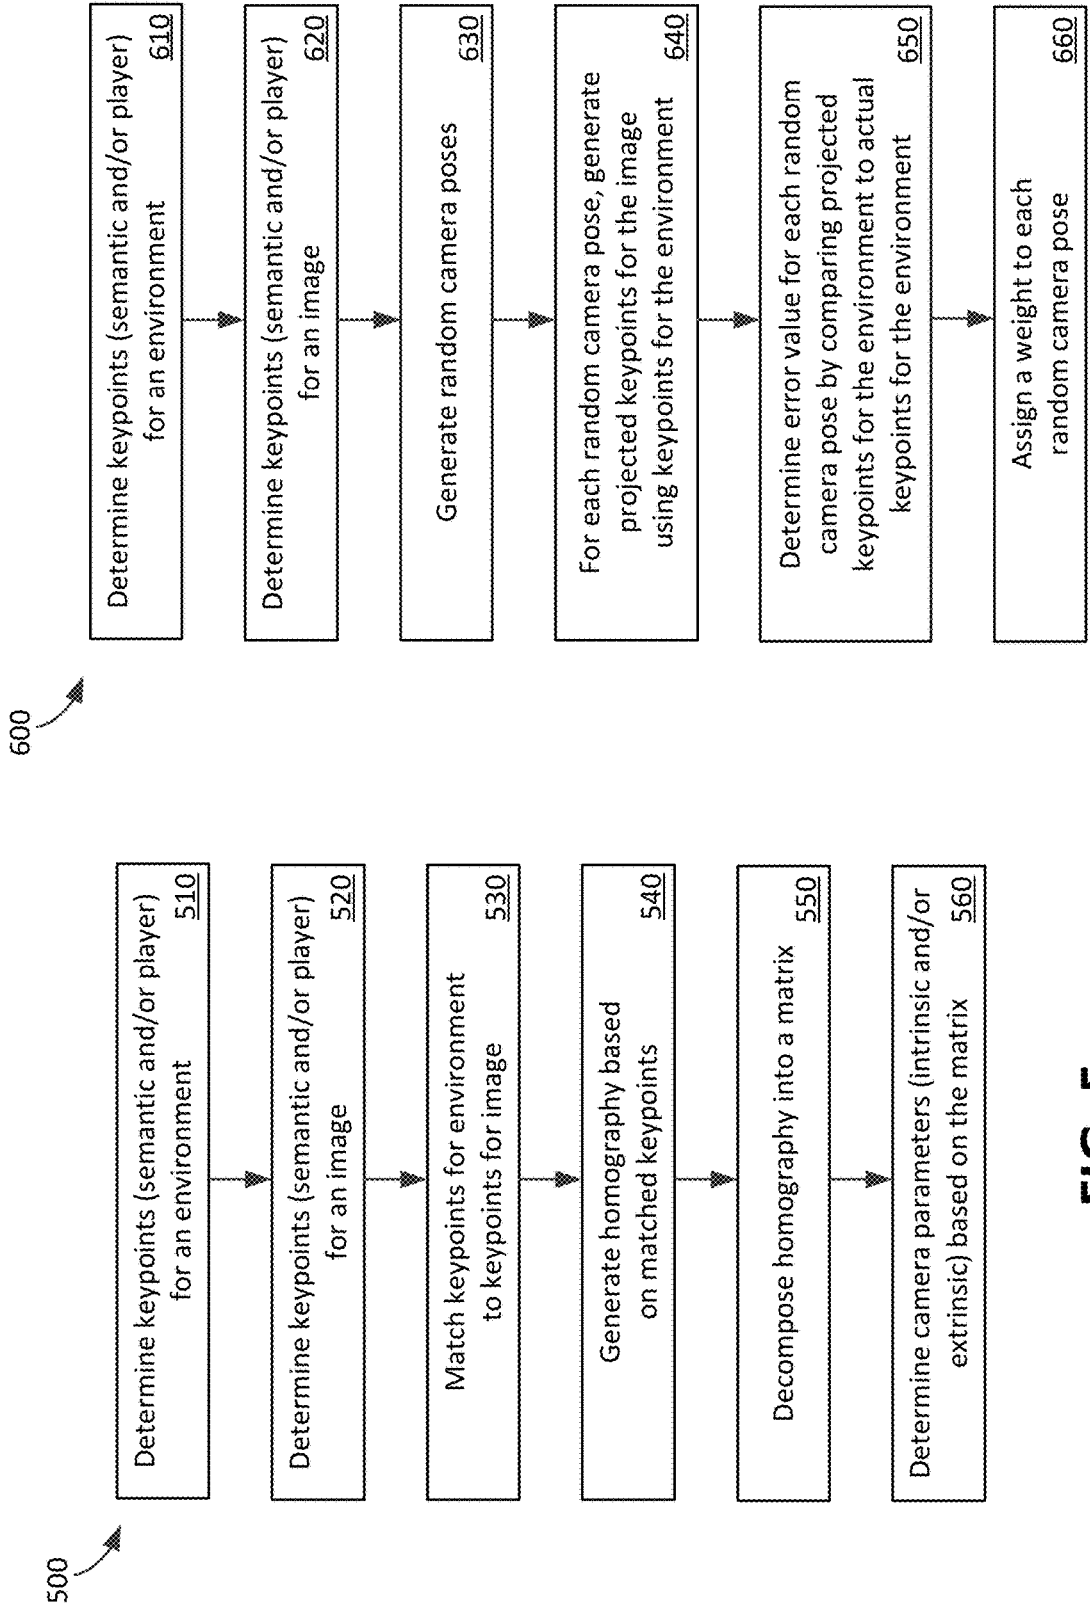 500
Determine keypoints (semantic and/or player)
for an environment
510
Determine keypoints (semantic and/or player)
for an image
520
Match keypoints for environment
to keypoints for image
530
Generate homography based
on matched keypoints
540
Decompose homography into a matrix
550
Determine camera parameters (intrinsic and/or
extrinsic) based on the matrix
560
600
Determine keypoints (semantic and/or player)
for an environment
610
Determine keypoints (semantic and/or player)
for an image
620
Generate random camera poses
630
For each random camera pose, generate
projected keypoints for the image
using keypoints for the environment
640
Determine error value for each random
camera pose by comparing projected
keypoints for the environment to actual
keypoints for the environment
650
Assign a weight to each
random camera pose
660